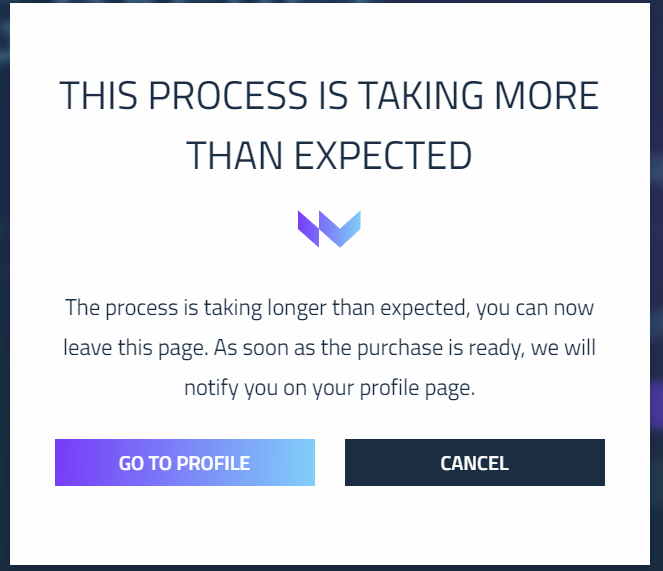 THIS PROCESS IS TAKING MORE
THAN EXPECTED
The process is taking longer than expected, you can now
leave this page. As soon as the purchase is ready, we will
notify you on your profile page.
GO TO PROFILE
CANCEL